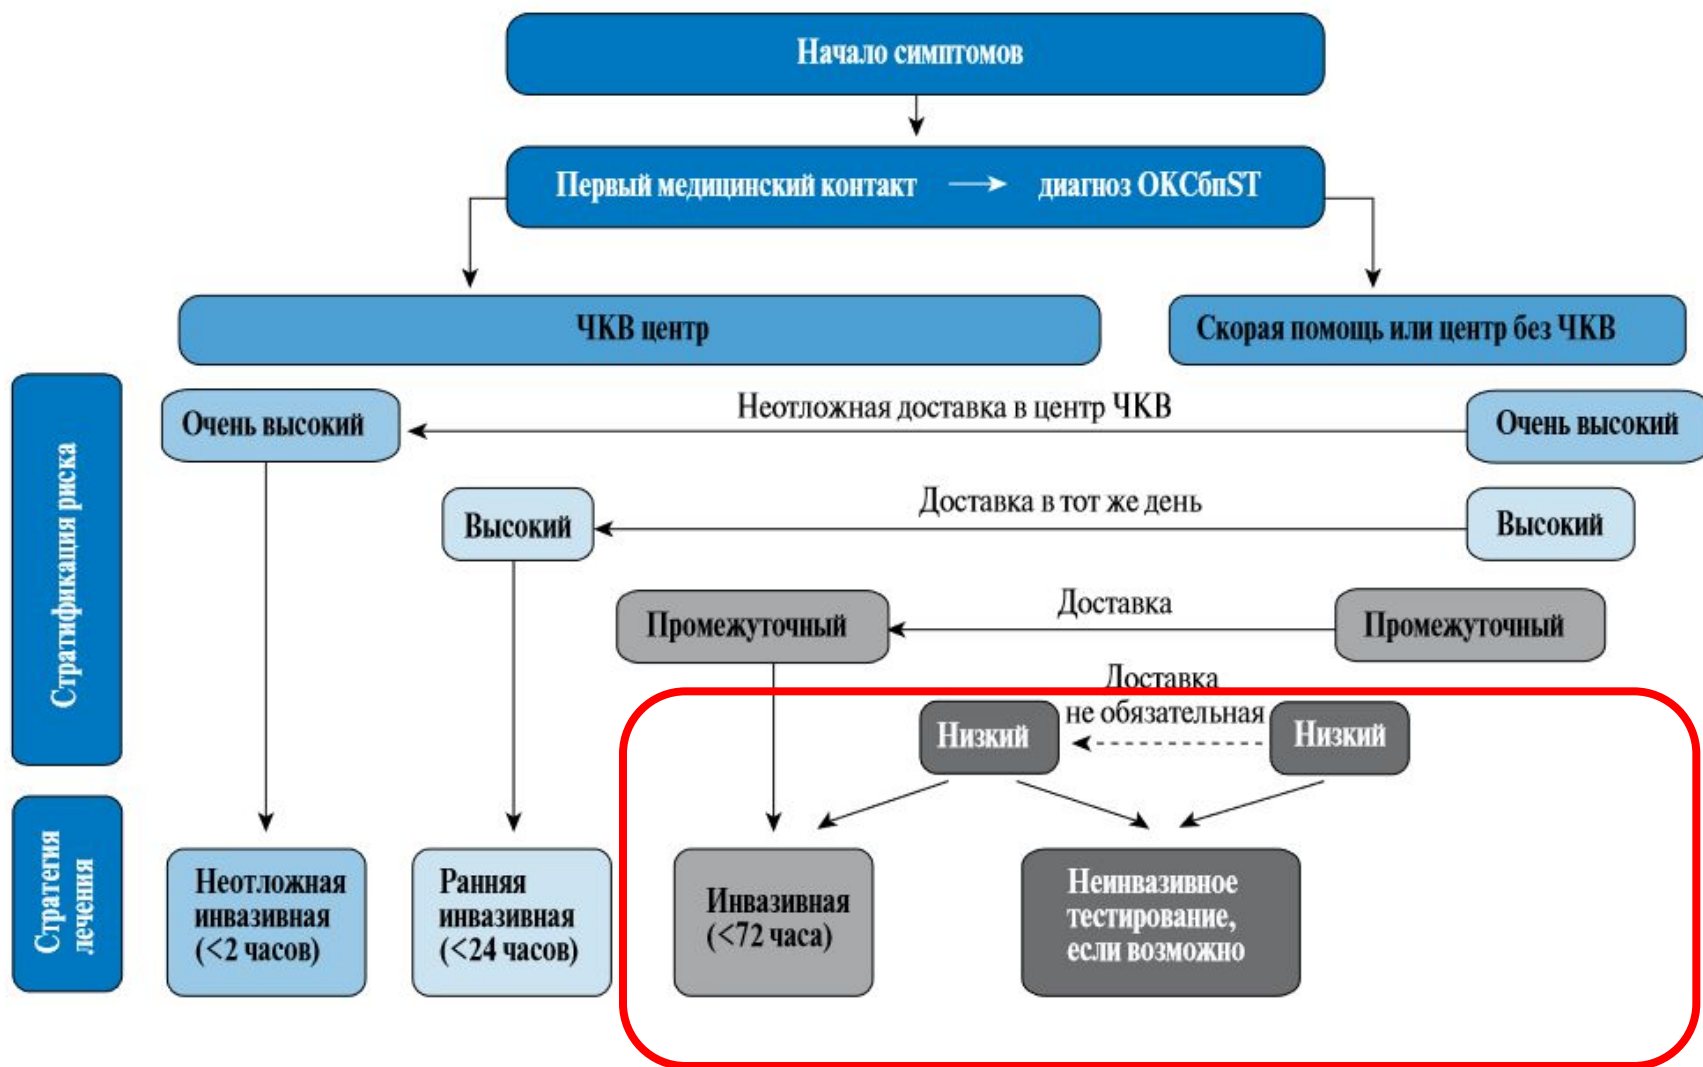 Начало симптомов
Первый медицинский контакт → диагноз ОКСбпST
ЧКВ центр
Скорая помощь или центр без ЧКВ
Стратификация риска
Очень высокий
Неотложная доставка в центр ЧКВ
Очень высокий
Высокий
Доставка в тот же день
Высокий
Промежуточный
Доставка
Промежуточный
Доставка
не обязательная
Низкий
Низкий
Стратегия
лечения
Неотложная
инвазивная
(<2 часов)
Ранняя
инвазивная
(<24 часов)
Инвазивная
(<72 часа)
Неинвазивное
тестирование,
если возможно